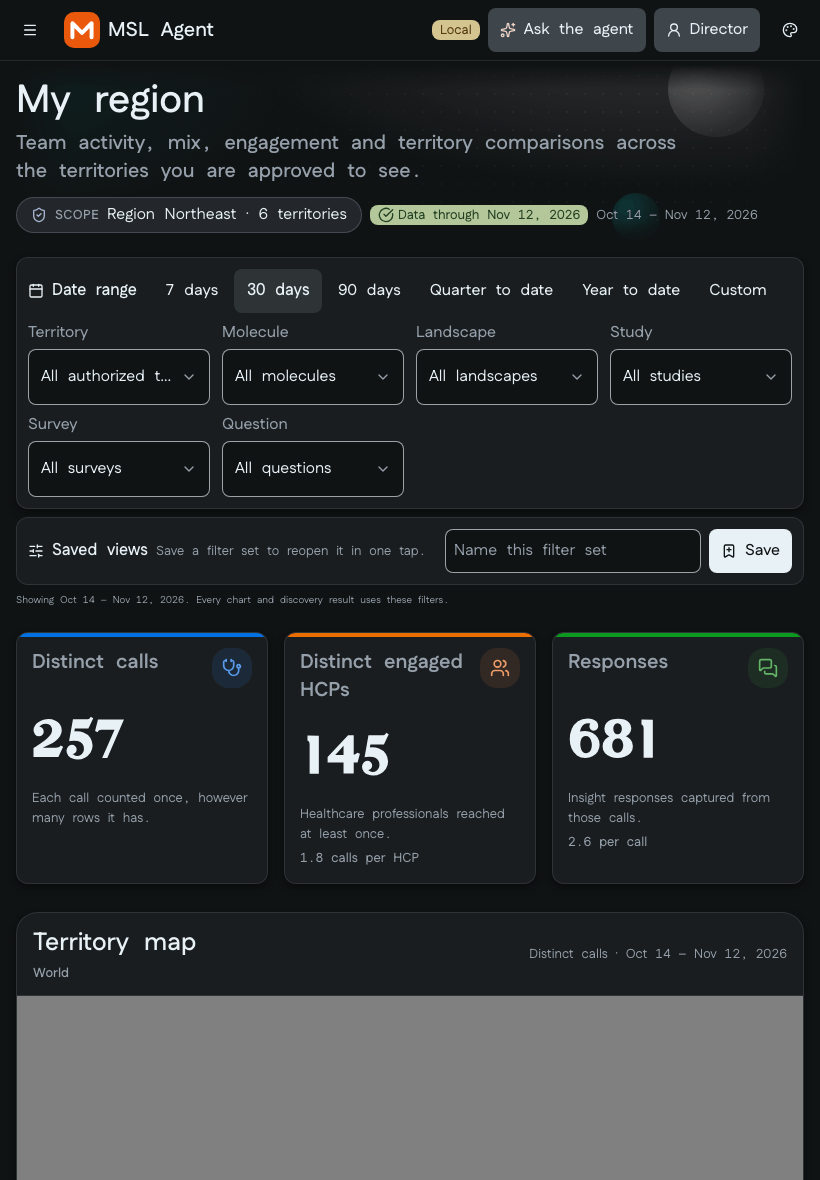 MSL Agent
Local
Ask the agent
Director
My region
Team activity, mix, engagement and territory comparisons across
the territories you are approved to see.
SCOPE Region Northeast · 6 territories
Data through Nov 12, 2026
Oct 14 – Nov 12, 2026
Date range
7 days
30 days
90 days
Quarter to date
Year to date
Custom
Territory
Molecule
Landscape
Study
All authorized t...
All molecules
All landscapes
All studies
Survey
Question
All surveys
All questions
Saved views
Save a filter set to reopen it in one tap.
Name this filter set
Save
Showing Oct 14 – Nov 12, 2026. Every chart and discovery result uses these filters.
Distinct calls
257
Each call counted once, however
many rows it has.
Distinct engaged
HCPs
145
Healthcare professionals reached
at least once.
1.8 calls per HCP
Responses
681
Insight responses captured from
those calls.
2.6 per call
Territory map
World
Distinct calls · Oct 14 – Nov 12, 2026